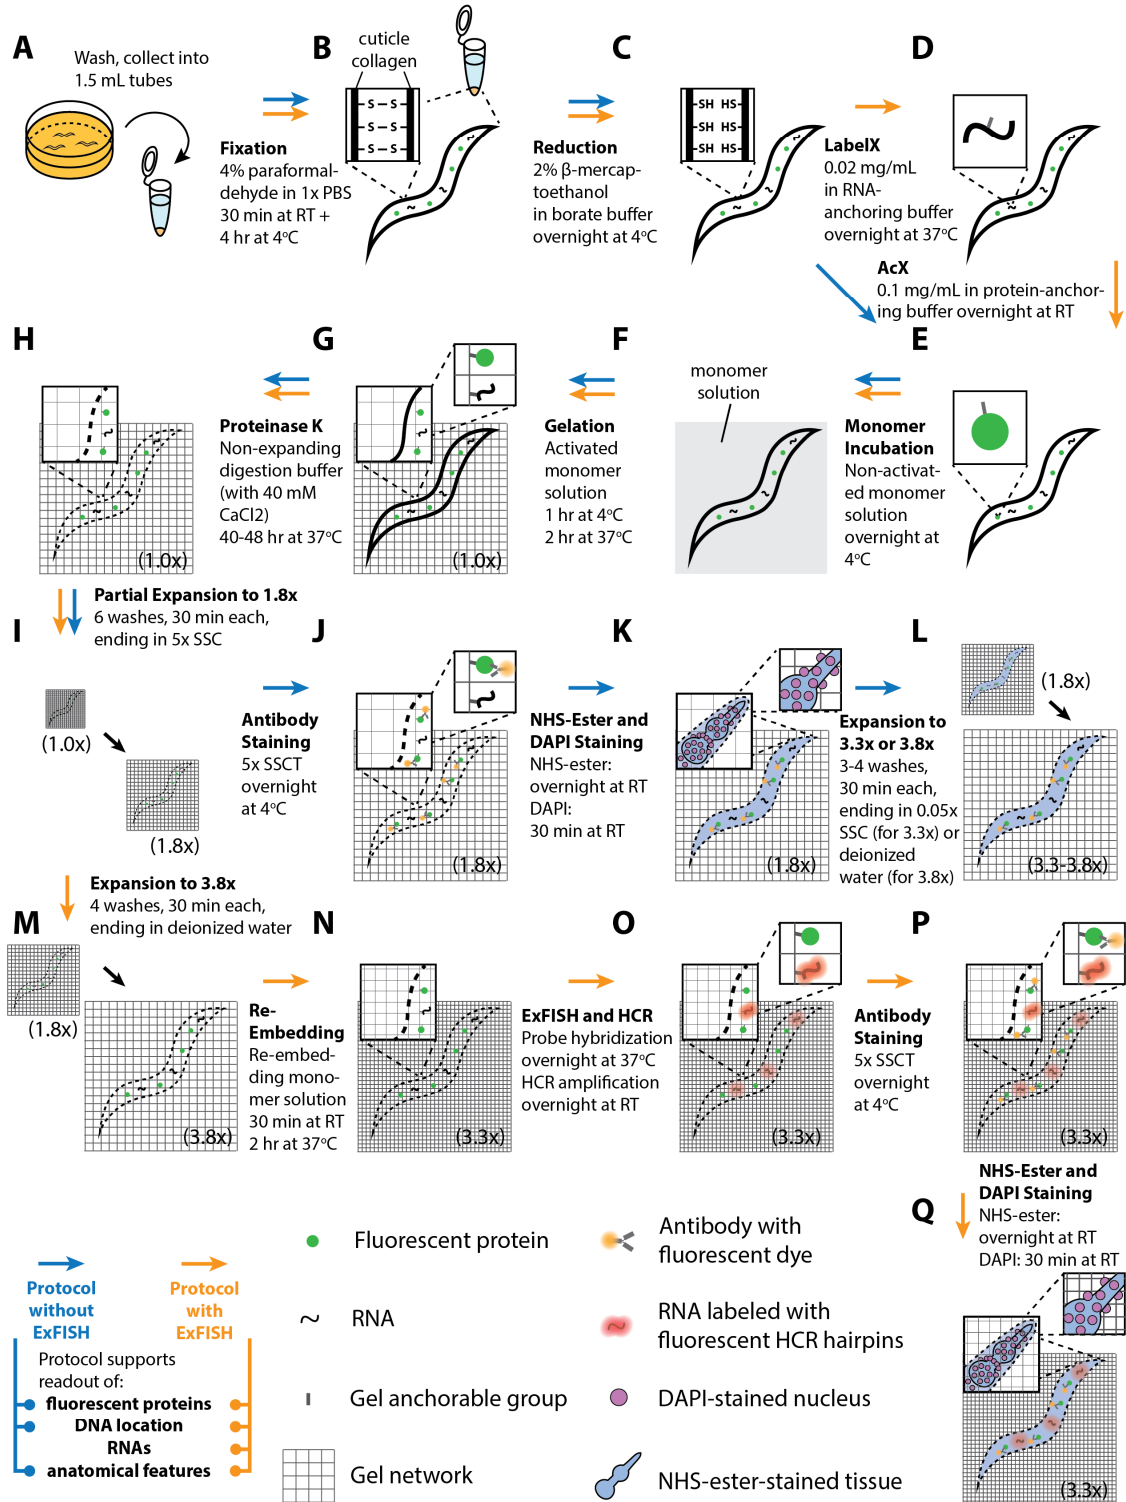 A
Wash, collect into
1.5 mL tubes
Fixation
4% paraformal-
dehyde in 1x PBS
30 min at RT +
4 hr at 4°C
B
cuticle
collagen
S – S
S – S
S – S
Reduction
2% β-mercap-
toethanol
in borate buffer
overnight at 4°C
C
SH HS
SH HS
SH HS
LabelX
0.02 mg/mL
in RNA-
anchoring buffer
overnight at 37°C
D
AcX
0.1 mg/mL in protein-anchor-
ing buffer overnight at RT
E
Monomer
Incubation
Non-activat-
ed monomer
solution
overnight at
4°C
F
monomer
solution
Gelation
Activated
monomer
solution
1 hr at 4°C
2 hr at 37°C
G
(1.0x)
Proteinase K
Non-expanding
digestion buffer
(with 40 mM
CaCl2)
40-48 hr at 37°C
H
(1.0x)
Partial Expansion to 1.8x
6 washes, 30 min each,
ending in 5x SSC
I
(1.0x)
(1.8x)
Antibody
Staining
5x SSCT
overnight
at 4°C
J
(1.8x)
NHS-Ester and
DAPI Staining
NHS-ester:
overnight at RT
DAPI:
30 min at RT
K
(1.8x)
Expansion to
3.3x or 3.8x
3-4 washes,
30 min each,
ending in 0.05x
SSC (for 3.3x) or
deionized
water (for 3.8x)
L
(1.8x)
(3.3-3.8x)
Expansion to 3.8x
4 washes, 30 min each,
ending in deionized water
M
(1.8x)
(3.8x)
Re-
Embedding
Re-embed-
ding mono-
mer solution
30 min at RT
2 hr at 37°C
N
(3.3x)
ExFISH and HCR
Probe hybridization
overnight at 37°C
HCR amplification
overnight at RT
O
(3.3x)
Antibody
Staining
5x SSCT
overnight
at 4°C
P
(3.3x)
NHS-Ester and
DAPI Staining
NHS-ester:
overnight at RT
DAPI: 30 min at RT
Q
(3.3x)
Protocol
without
ExFISH
Protocol
with
ExFISH
Protocol supports
readout of:
fluorescent proteins
DNA location
RNAs
anatomical features
Fluorescent protein
RNA
Gel anchorable group
Gel network
Antibody with
fluorescent dye
RNA labeled with
fluorescent HCR hairpins
DAPI-stained nucleus
NHS-ester-stained tissue